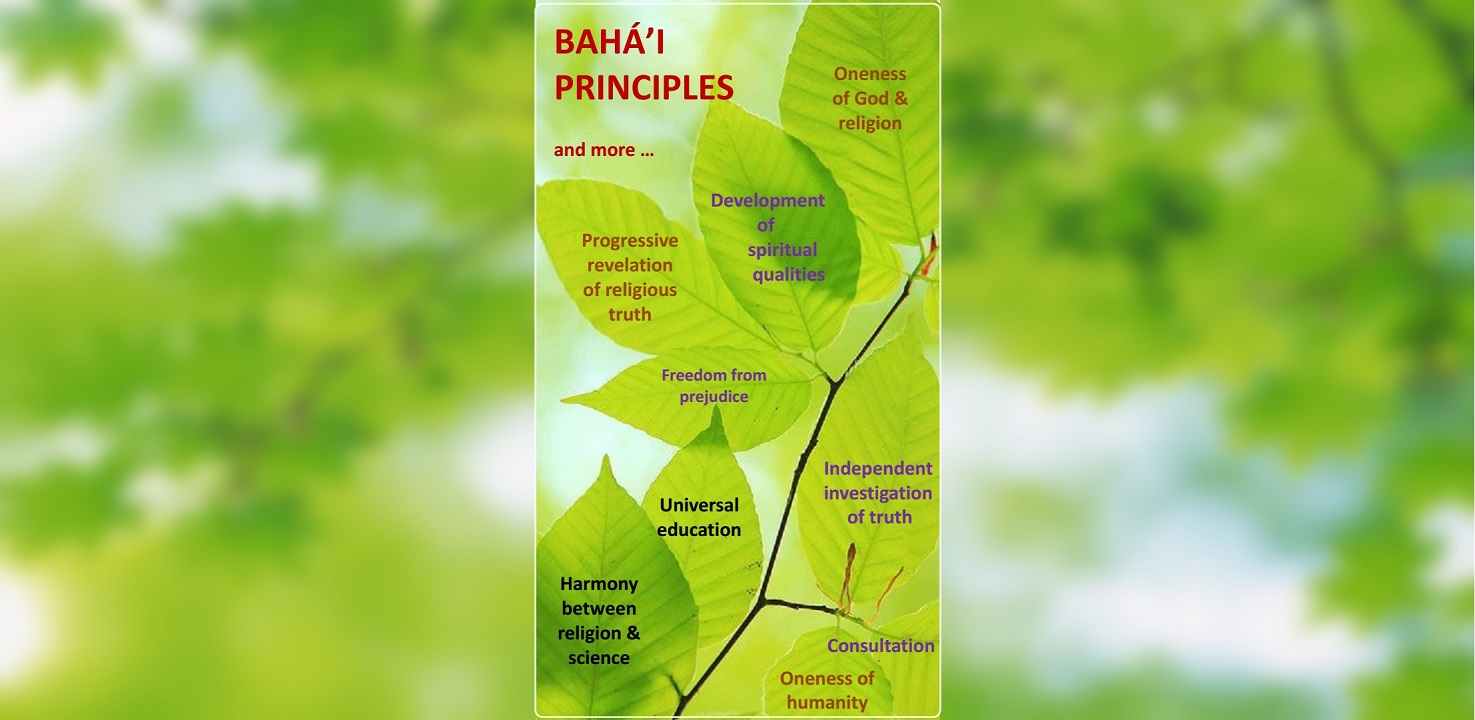 BAHÁ’I
PRINCIPLES
and more …
Oneness
of God &
religion
Development
of
spiritual
qualities
Progressive
revelation
of religious
truth
Freedom from
prejudice
Independent
investigation
of truth
Universal
education
Harmony
between
religion &
science
Consultation
Oneness of
humanity